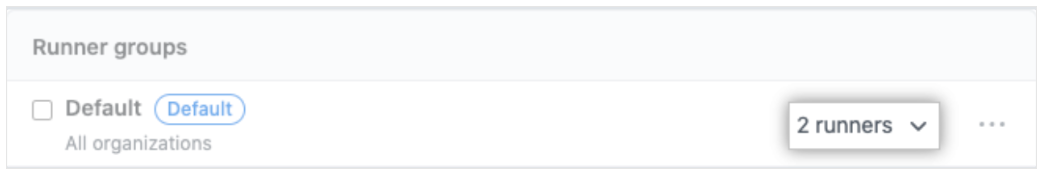 Runner groups
Default Default 2 runners
All organizations